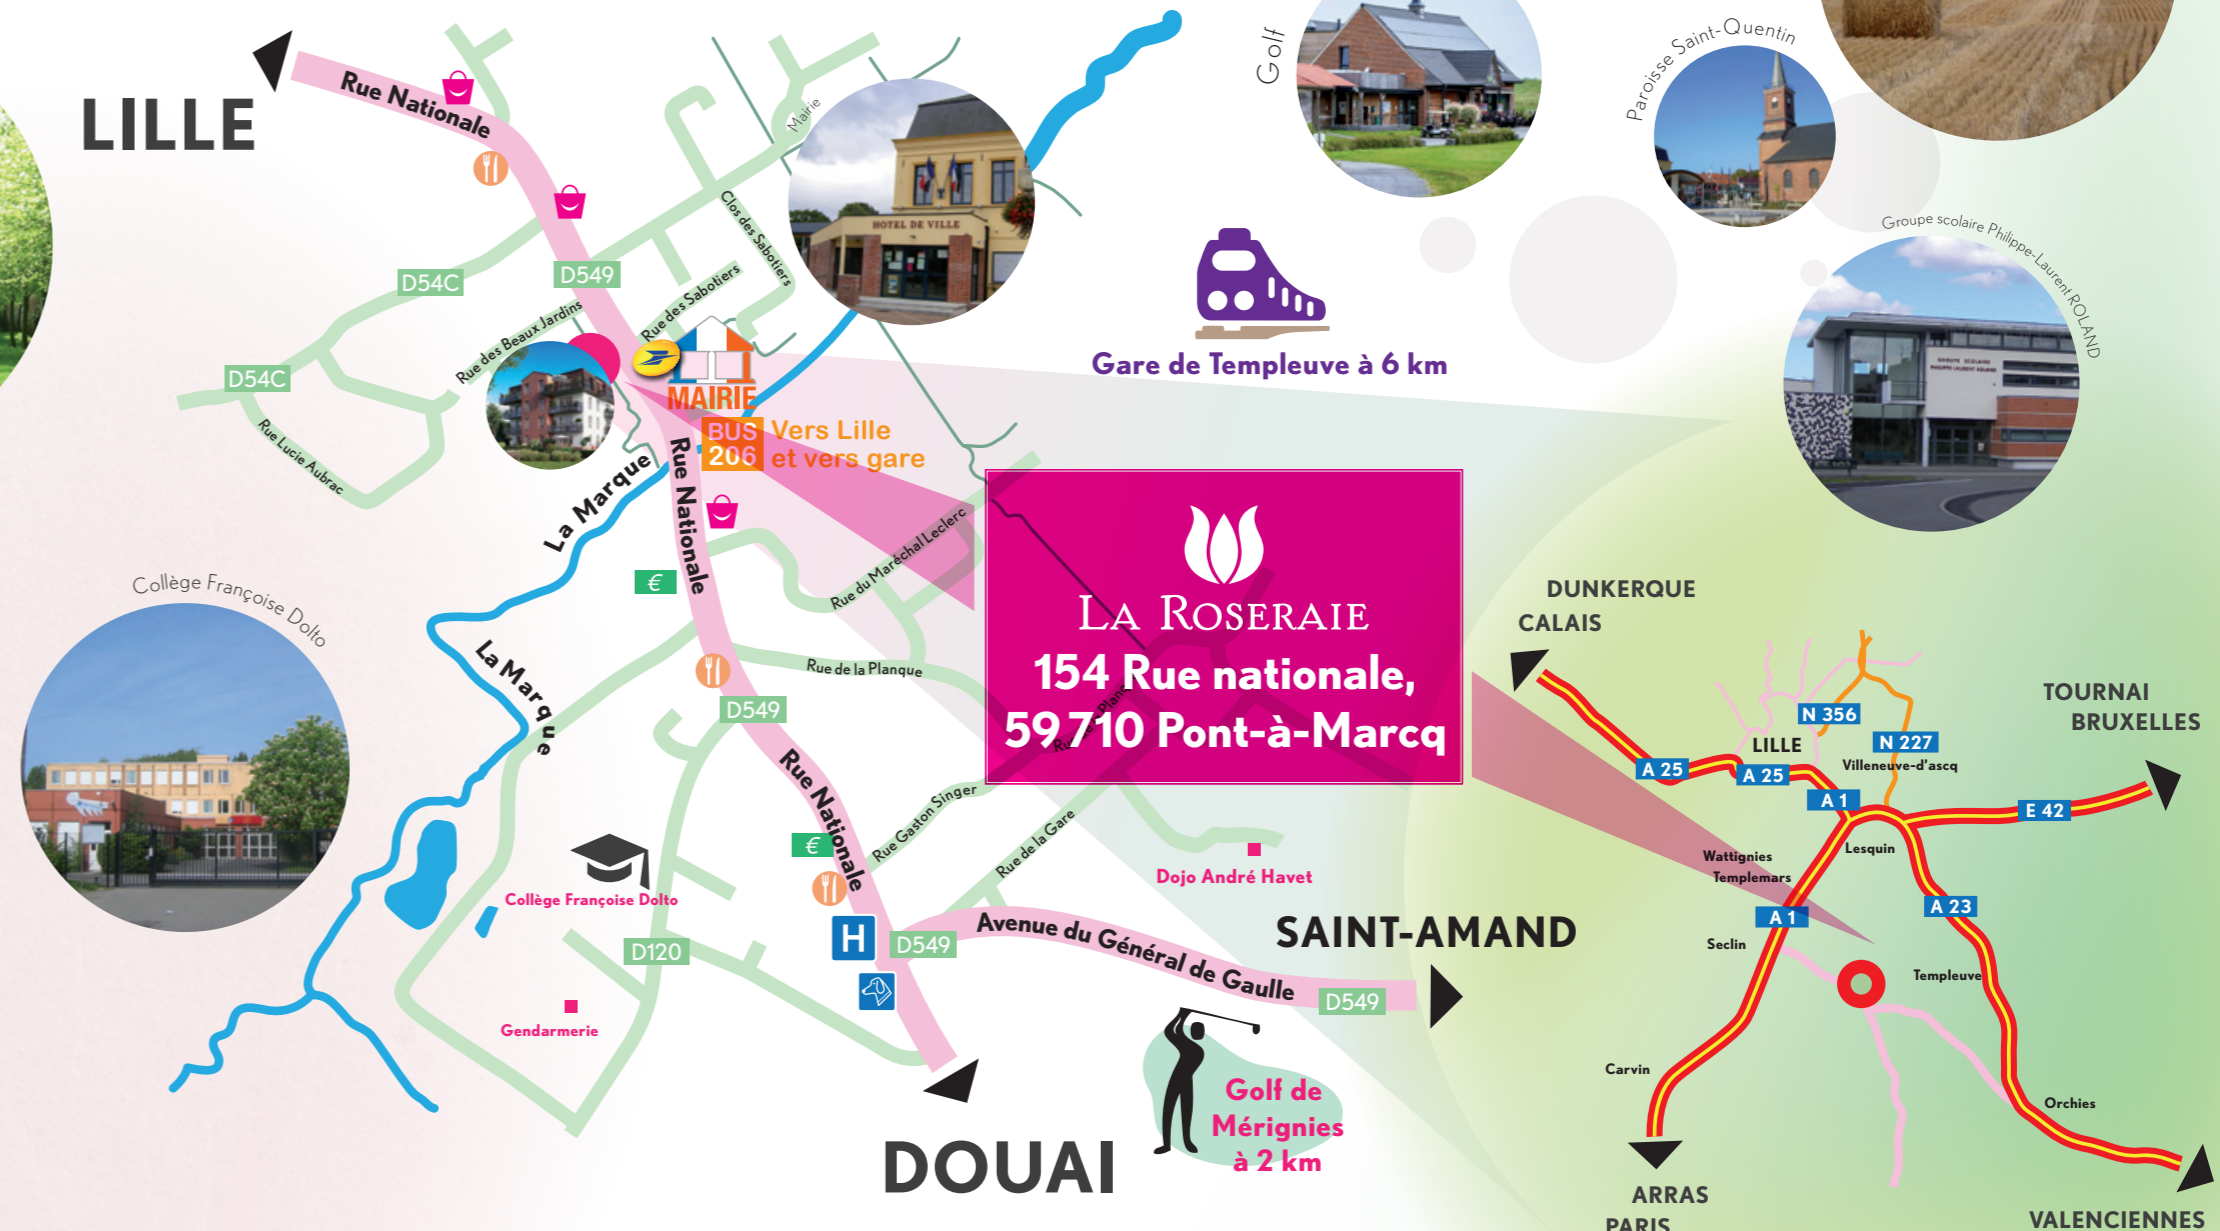 LILLE
Rue Nationale
Mairie
HOTEL DE VILLE
Golf
Paroisse Saint-Quentin
Groupe scolaire Philippe-Laurent ROLAND
GROUPE SCOLAIRE
PHILIPPE LAURENT ROLAND
D54C
D549
Clos des Sabotiers
Rue des Sabotiers
Rue des Beaux Jardins
D54C
Rue Lucie Aubrac
MAIRIE
BUS
206
Vers Lille
et vers gare
Gare de Templeuve à 6 km
Rue Nationale
La Marque
La Marque
€
Rue du Maréchal Leclerc
Rue de la Planque
D549
Collège Françoise Dolto
LA ROSERAIE
154 Rue nationale,
59710 Pont-à-Marcq
Rue Nationale
€
Rue Gaston Singer
Rue de la Gare
Dojo André Havet
Collège Françoise Dolto
D120
Gendarmerie
H
D549
Avenue du Général de Gaulle
D549
SAINT-AMAND
Golf de
Mérignies
à 2 km
DOUAI
DUNKERQUE
CALAIS
TOURNAI
BRUXELLES
N 356
LILLE
N 227
Villeneuve-d'ascq
A 25
A 25
A 1
E 42
Lesquin
Wattignies
Templemars
A 1
A 23
Seclin
Templeuve
Carvin
Orchies
ARRAS
PARIS
VALENCIENNES